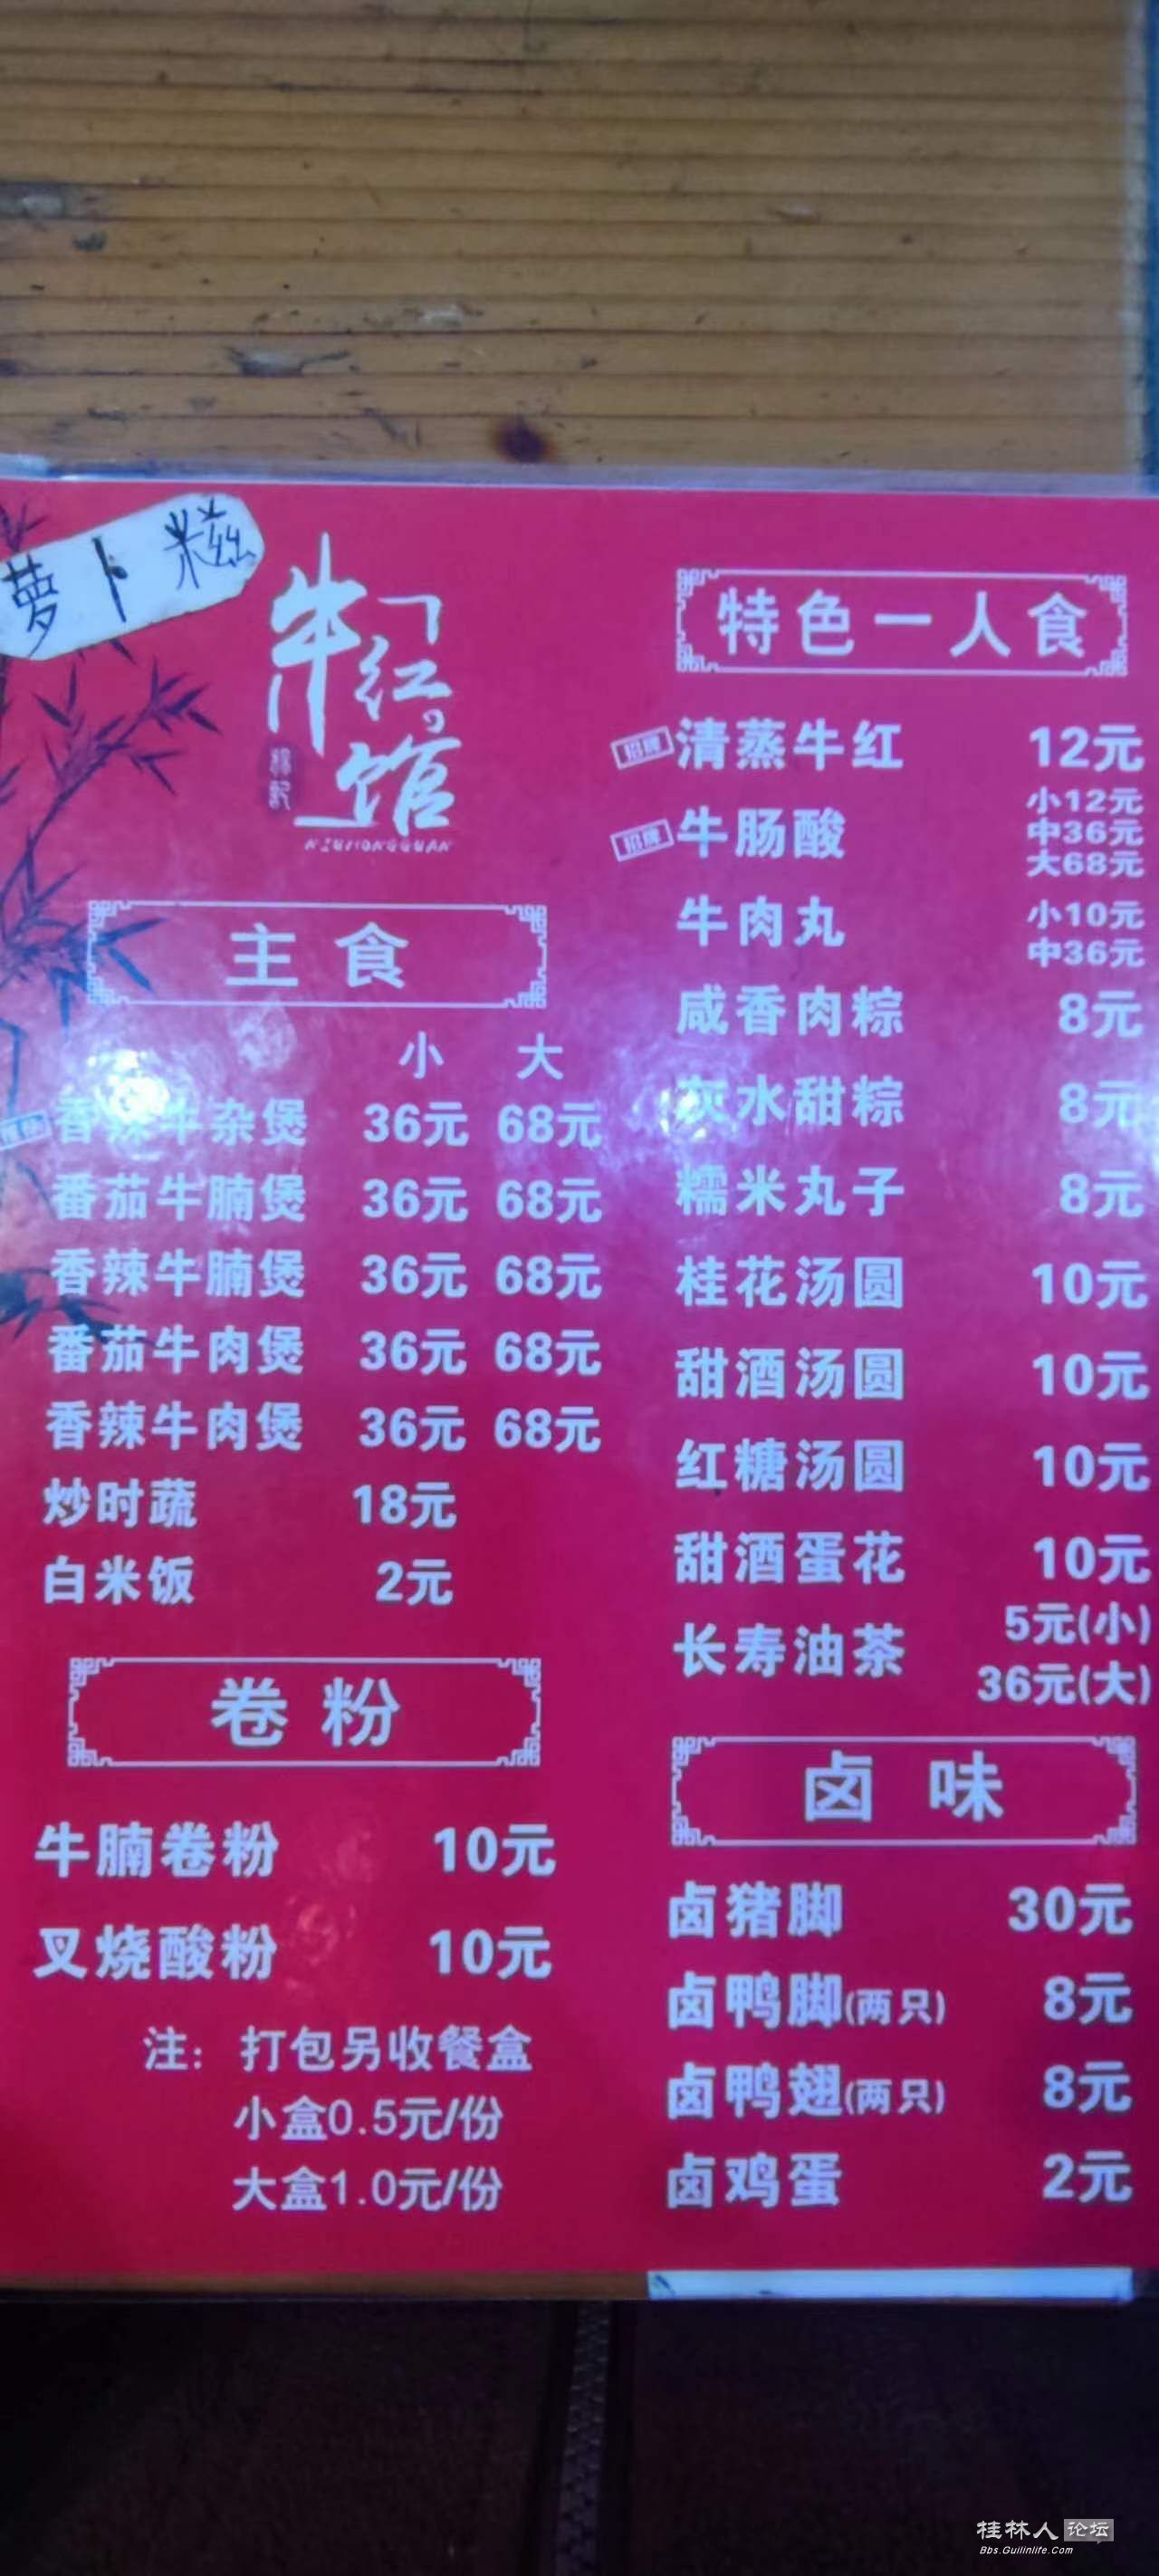 萝卜糍
牛红馆
杨记
NIUHONGGUAN
主食
小 大
香辣牛杂煲 36元 68元
番茄牛腩煲 36元 68元
香辣牛腩煲 36元 68元
番茄牛肉煲 36元 68元
香辣牛肉煲 36元 68元
炒时蔬 18元
白米饭 2元
卷粉
牛腩卷粉 10元
叉烧酸粉 10元
注：打包另收餐盒
小盒0.5元/份
大盒1.0元/份
特色一人食
招牌 清蒸牛红 12元
招牌 牛肠酸 小12元
中36元
大68元
牛肉丸 小10元
中36元
咸香肉粽 8元
灰水甜粽 8元
糯米丸子 8元
桂花汤圆 10元
甜酒汤圆 10元
红糖汤圆 10元
甜酒蛋花 10元
长寿油茶 5元(小)
36元(大)
卤味
卤猪脚 30元
卤鸭脚(两只) 8元
卤鸭翅(两只) 8元
卤鸡蛋 2元
桂林人论坛
Bbs.Guilinlife.Com